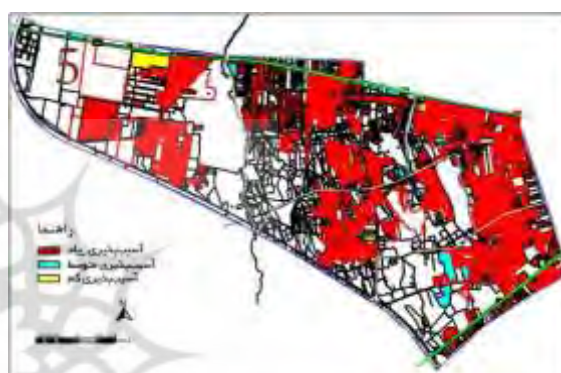 5
راهنما
آسیب‌پذیری زیاد
آسیب‌پذیری متوسط
آسیب‌پذیری کم